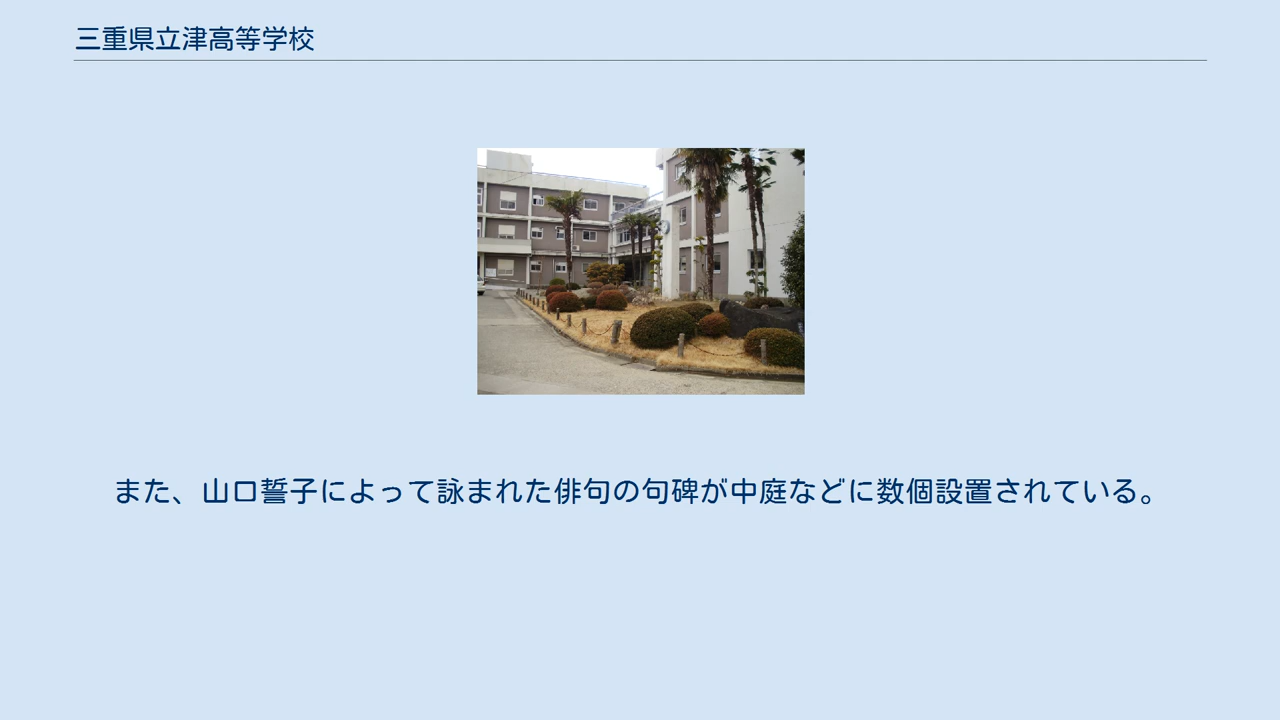 三重県立津高等学校
また、山口誓子によって詠まれた俳句の句碑が中庭などに数個設置されている。